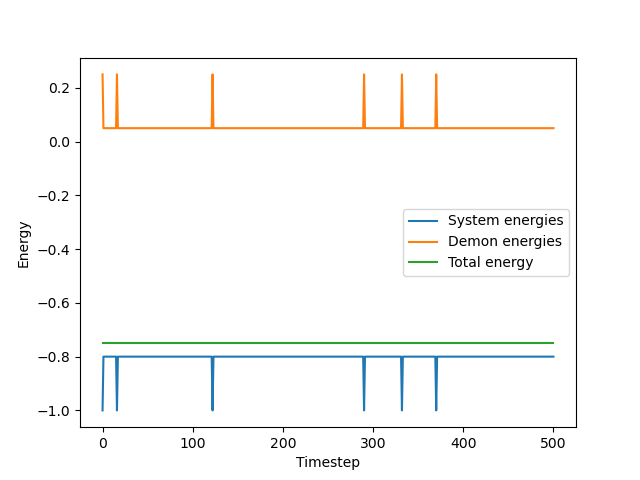 0.2
0.0
−0.2
−0.4
−0.6
−0.8
−1.0
Energy
System energies
Demon energies
Total energy
0 100 200 300 400 500
Timestep